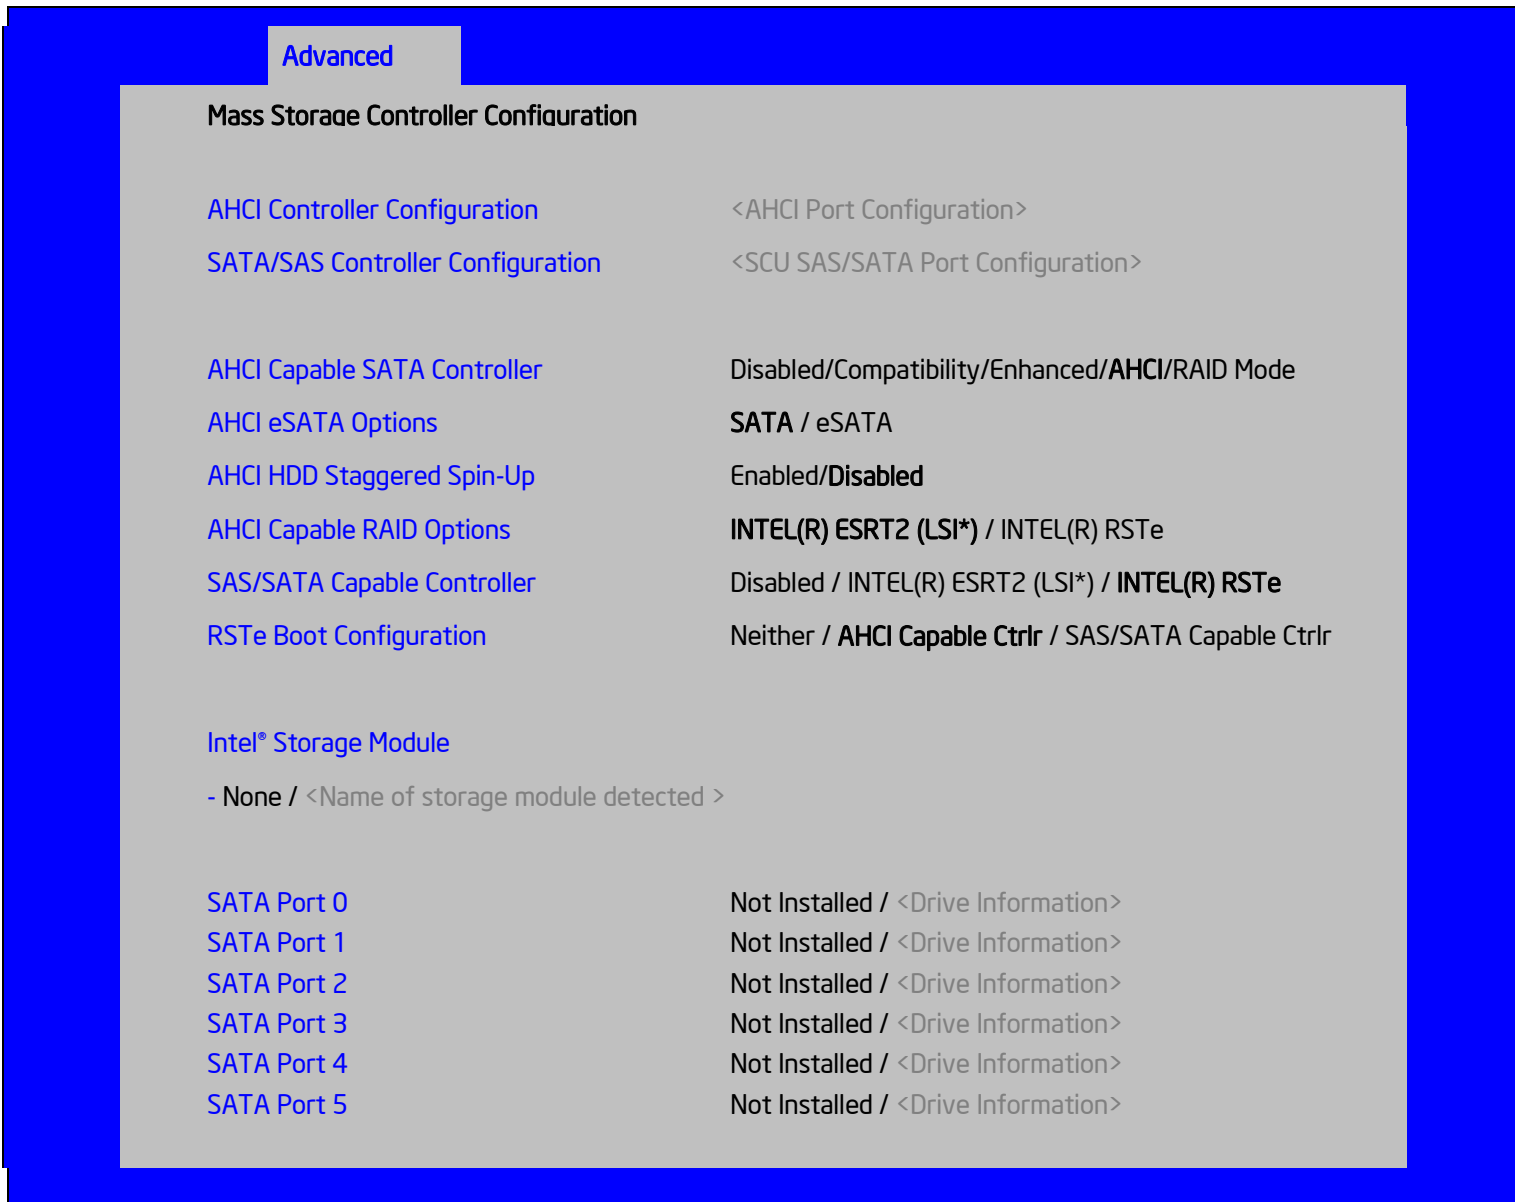 Advanced
Mass Storage Controller Configuration
AHCI Controller Configuration <AHCI Port Configuration>
SATA/SAS Controller Configuration <SCU SAS/SATA Port Configuration>
AHCI Capable SATA Controller Disabled/Compatibility/Enhanced/AHCI/RAID Mode
AHCI eSATA Options SATA / eSATA
AHCI HDD Staggered Spin-Up Enabled/Disabled
AHCI Capable RAID Options INTEL(R) ESRT2 (LSI*) / INTEL(R) RSTe
SAS/SATA Capable Controller Disabled / INTEL(R) ESRT2 (LSI*) / INTEL(R) RSTe
RSTe Boot Configuration Neither / AHCI Capable Ctrlr / SAS/SATA Capable Ctrlr
Intel® Storage Module
- None / <Name of storage module detected >
SATA Port 0 Not Installed / <Drive Information>
SATA Port 1 Not Installed / <Drive Information>
SATA Port 2 Not Installed / <Drive Information>
SATA Port 3 Not Installed / <Drive Information>
SATA Port 4 Not Installed / <Drive Information>
SATA Port 5 Not Installed / <Drive Information>